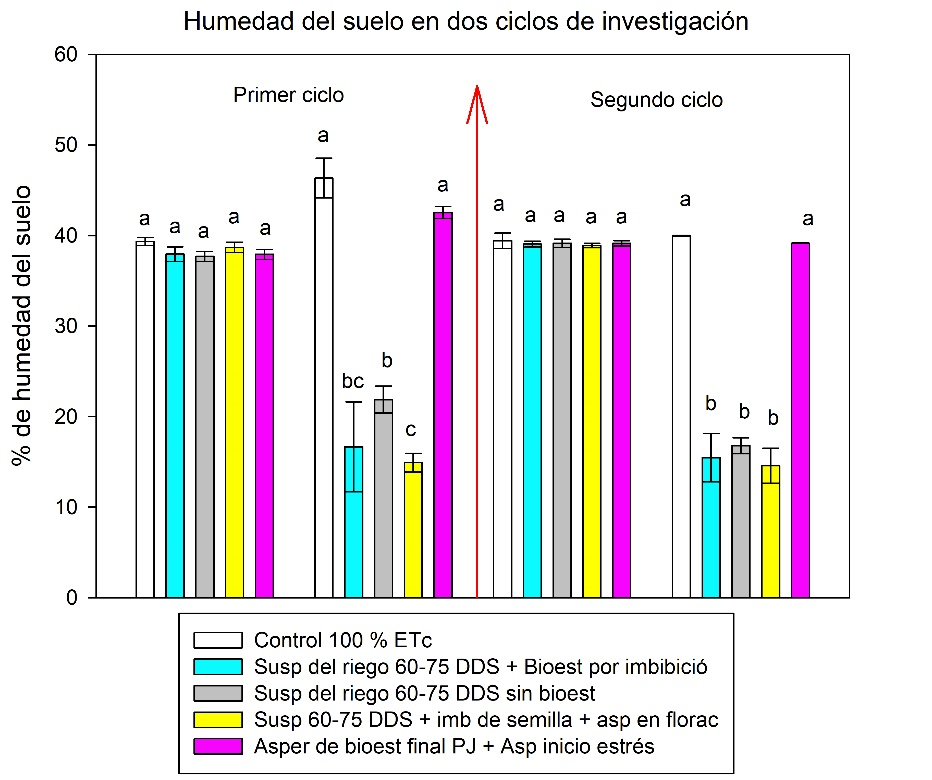 Humedad del suelo en dos ciclos de investigación
60
Primer ciclo
Segundo ciclo
50
40
30
20
10
0
% de humedad del suelo
a
a
a
a
a
a
bc
b
c
a
a
a
a
a
a
a
b
b
b
a
Control 100 % ETc
Susp del riego 60-75 DDS + Bioest por imbibició
Susp del riego 60-75 DDS sin bioest
Susp 60-75 DDS + imb de semilla + asp en florac
Asper de bioest final PJ + Asp inicio estrés